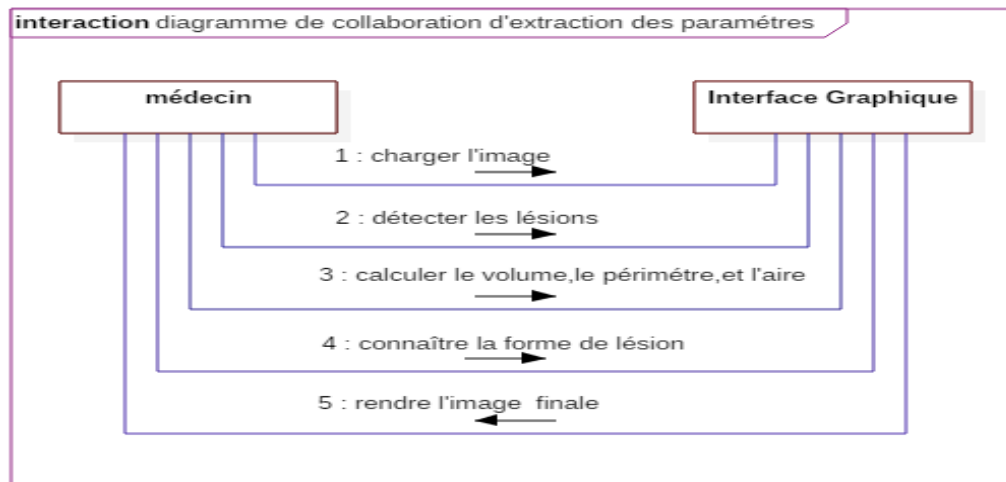 interaction diagramme de collaboration d'extraction des paramétres
médecin
Interface Graphique
1 : charger l'image
2 : détecter les lésions
3 : calculer le volume,le périmétre,et l'aire
4 : connaître la forme de lésion
5 : rendre l'image finale